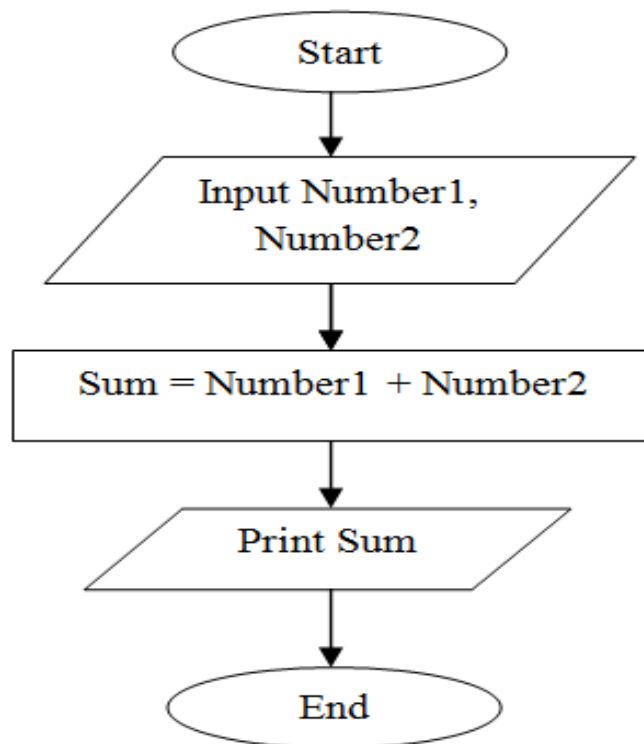 Start
Input Number1,
Number2
Sum = Number1 + Number2
Print Sum
End